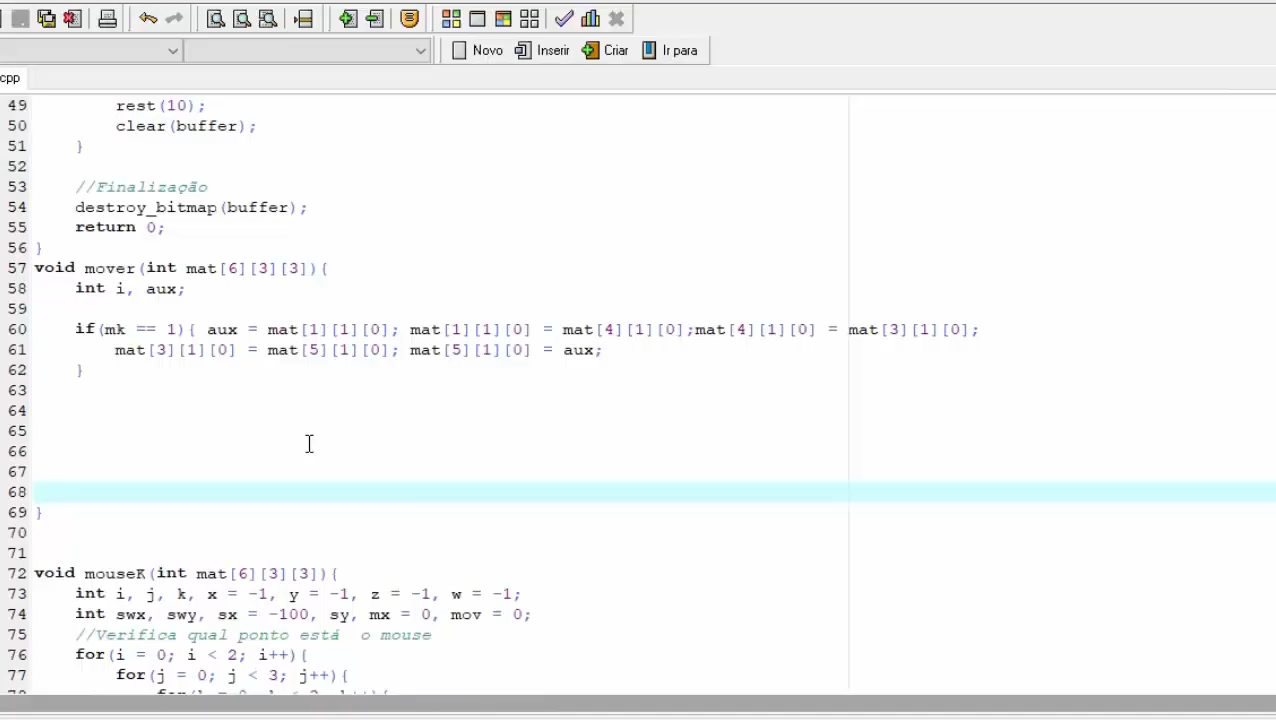 Novo Inserir Criar Ir para
cpp
49 rest(10);
50 clear(buffer);
51 }
52
53 //Finalização
54 destroy_bitmap(buffer);
55 return 0;
56 }
57 void mover(int mat[6][3][3]){
58 int i, aux;
59
60 if(mk == 1){ aux = mat[1][1][0]; mat[1][1][0] = mat[4][1][0];mat[4][1][0] = mat[3][1][0];
61 mat[3][1][0] = mat[5][1][0]; mat[5][1][0] = aux;
62 }
63
64
65
66
67
68
69 }
70
71
72 void mouseK(int mat[6][3][3]){
73 int i, j, k, x = -1, y = -1, z = -1, w = -1;
74 int swx, swy, sx = -100, sy, mx = 0, mov = 0;
75 //Verifica qual ponto está  o mouse
76 for(i = 0; i < 2; i++){
77 for(j = 0; j < 3; j++){